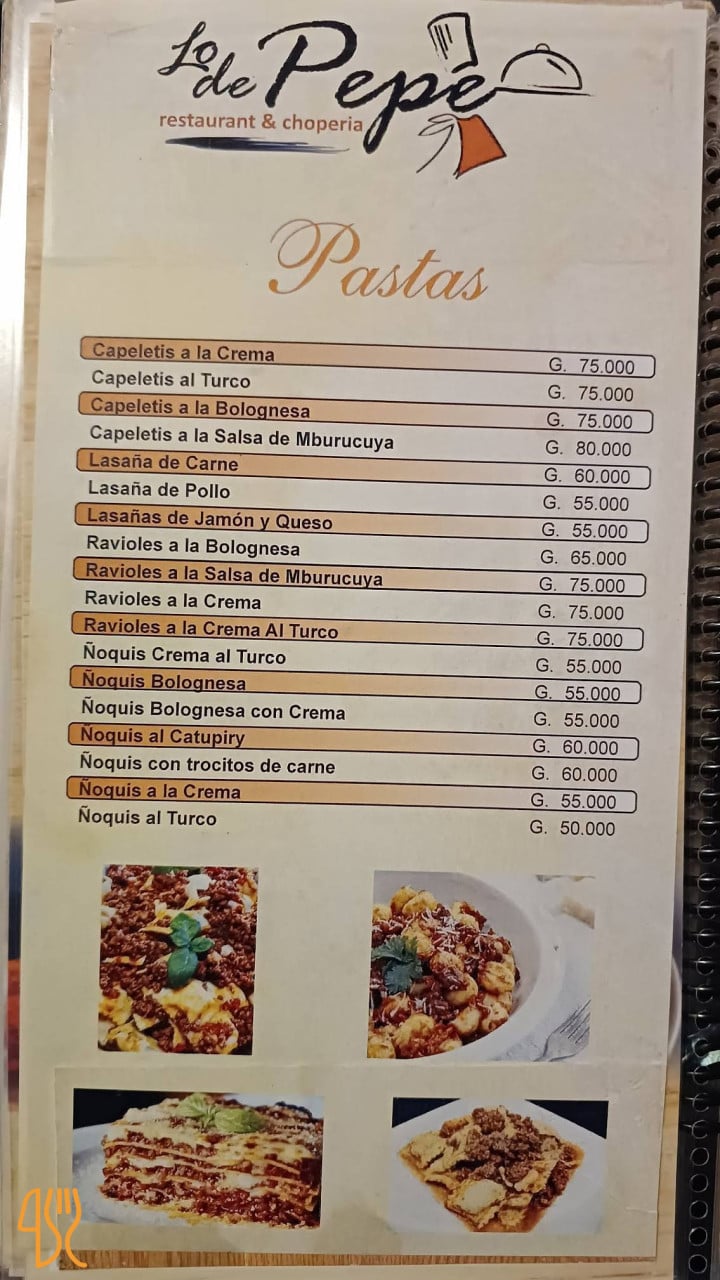 Lo de Pepe
restaurant & choperia
Pastas
Capeletis a la Crema G. 75.000
Capeletis al Turco G. 75.000
Capeletis a la Bolognesa G. 75.000
Capeletis a la Salsa de Mburucuya G. 80.000
Lasaña de Carne G. 60.000
Lasaña de Pollo G. 55.000
Lasañas de Jamón y Queso G. 55.000
Ravioles a la Bolognesa G. 65.000
Ravioles a la Salsa de Mburucuya G. 75.000
Ravioles a la Crema G. 75.000
Ravioles a la Crema Al Turco G. 75.000
Ñoquis Crema al Turco G. 55.000
Ñoquis Bolognesa G. 55.000
Ñoquis Bolognesa con Crema G. 55.000
Ñoquis al Catupiry G. 60.000
Ñoquis con trocitos de carne G. 60.000
Ñoquis a la Crema G. 55.000
Ñoquis al Turco G. 50.000